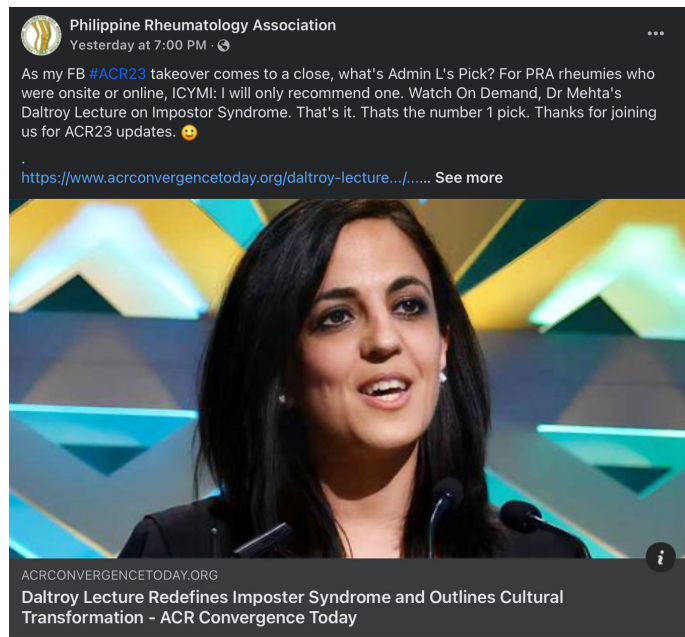 Philippine Rheumatology Association
Yesterday at 7:00 PM ·
As my FB #ACR23 takeover comes to a close, what's Admin L's Pick? For PRA rheumies who
were onsite or online, ICYMI: I will only recommend one. Watch On Demand, Dr Mehta's
Daltroy Lecture on Impostor Syndrome. That's it. Thats the number 1 pick. Thanks for joining
us for ACR23 updates. 😀
.
https://www.acrconvergencetoday.org/daltroy-lecture.../...... See more
ACRCONVERGENCETODAY.ORG
Daltroy Lecture Redefines Imposter Syndrome and Outlines Cultural
Transformation - ACR Convergence Today